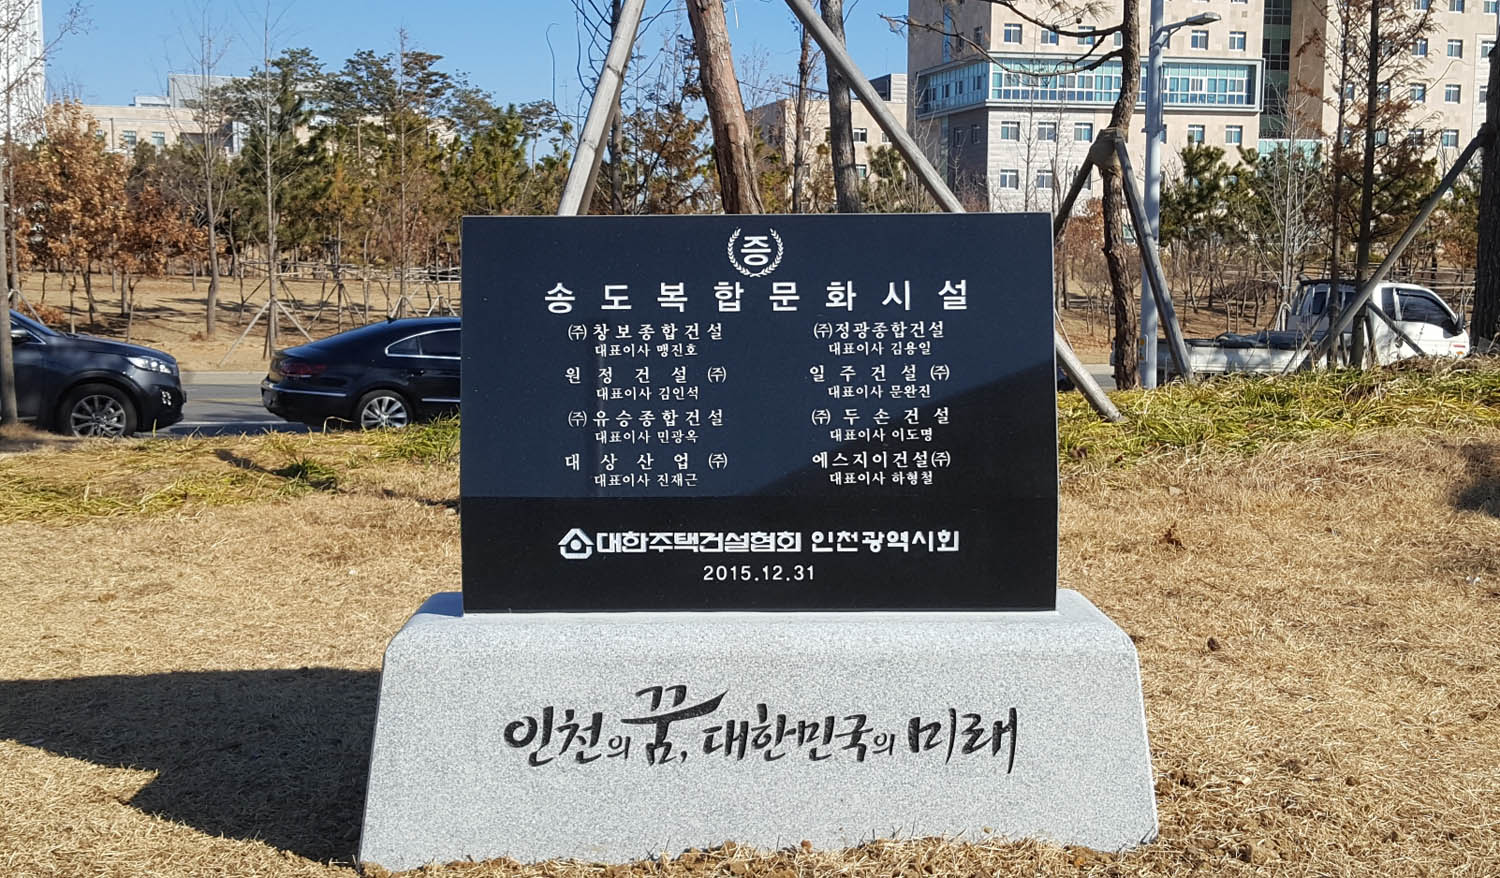 증
송도복합문화시설
㈜창보종합건설
대표이사 맹진호
원정건설㈜
대표이사 김인석
㈜유승종합건설
대표이사 민광옥
대상산업㈜
대표이사 진재근
㈜정광종합건설
대표이사 김용일
일주건설㈜
대표이사 문완진
㈜두손건설
대표이사 이도명
에스지이건설㈜
대표이사 하형철
대한주택건설협회 인천광역시회
2015.12.31
인천의 꿈, 대한민국의 미래